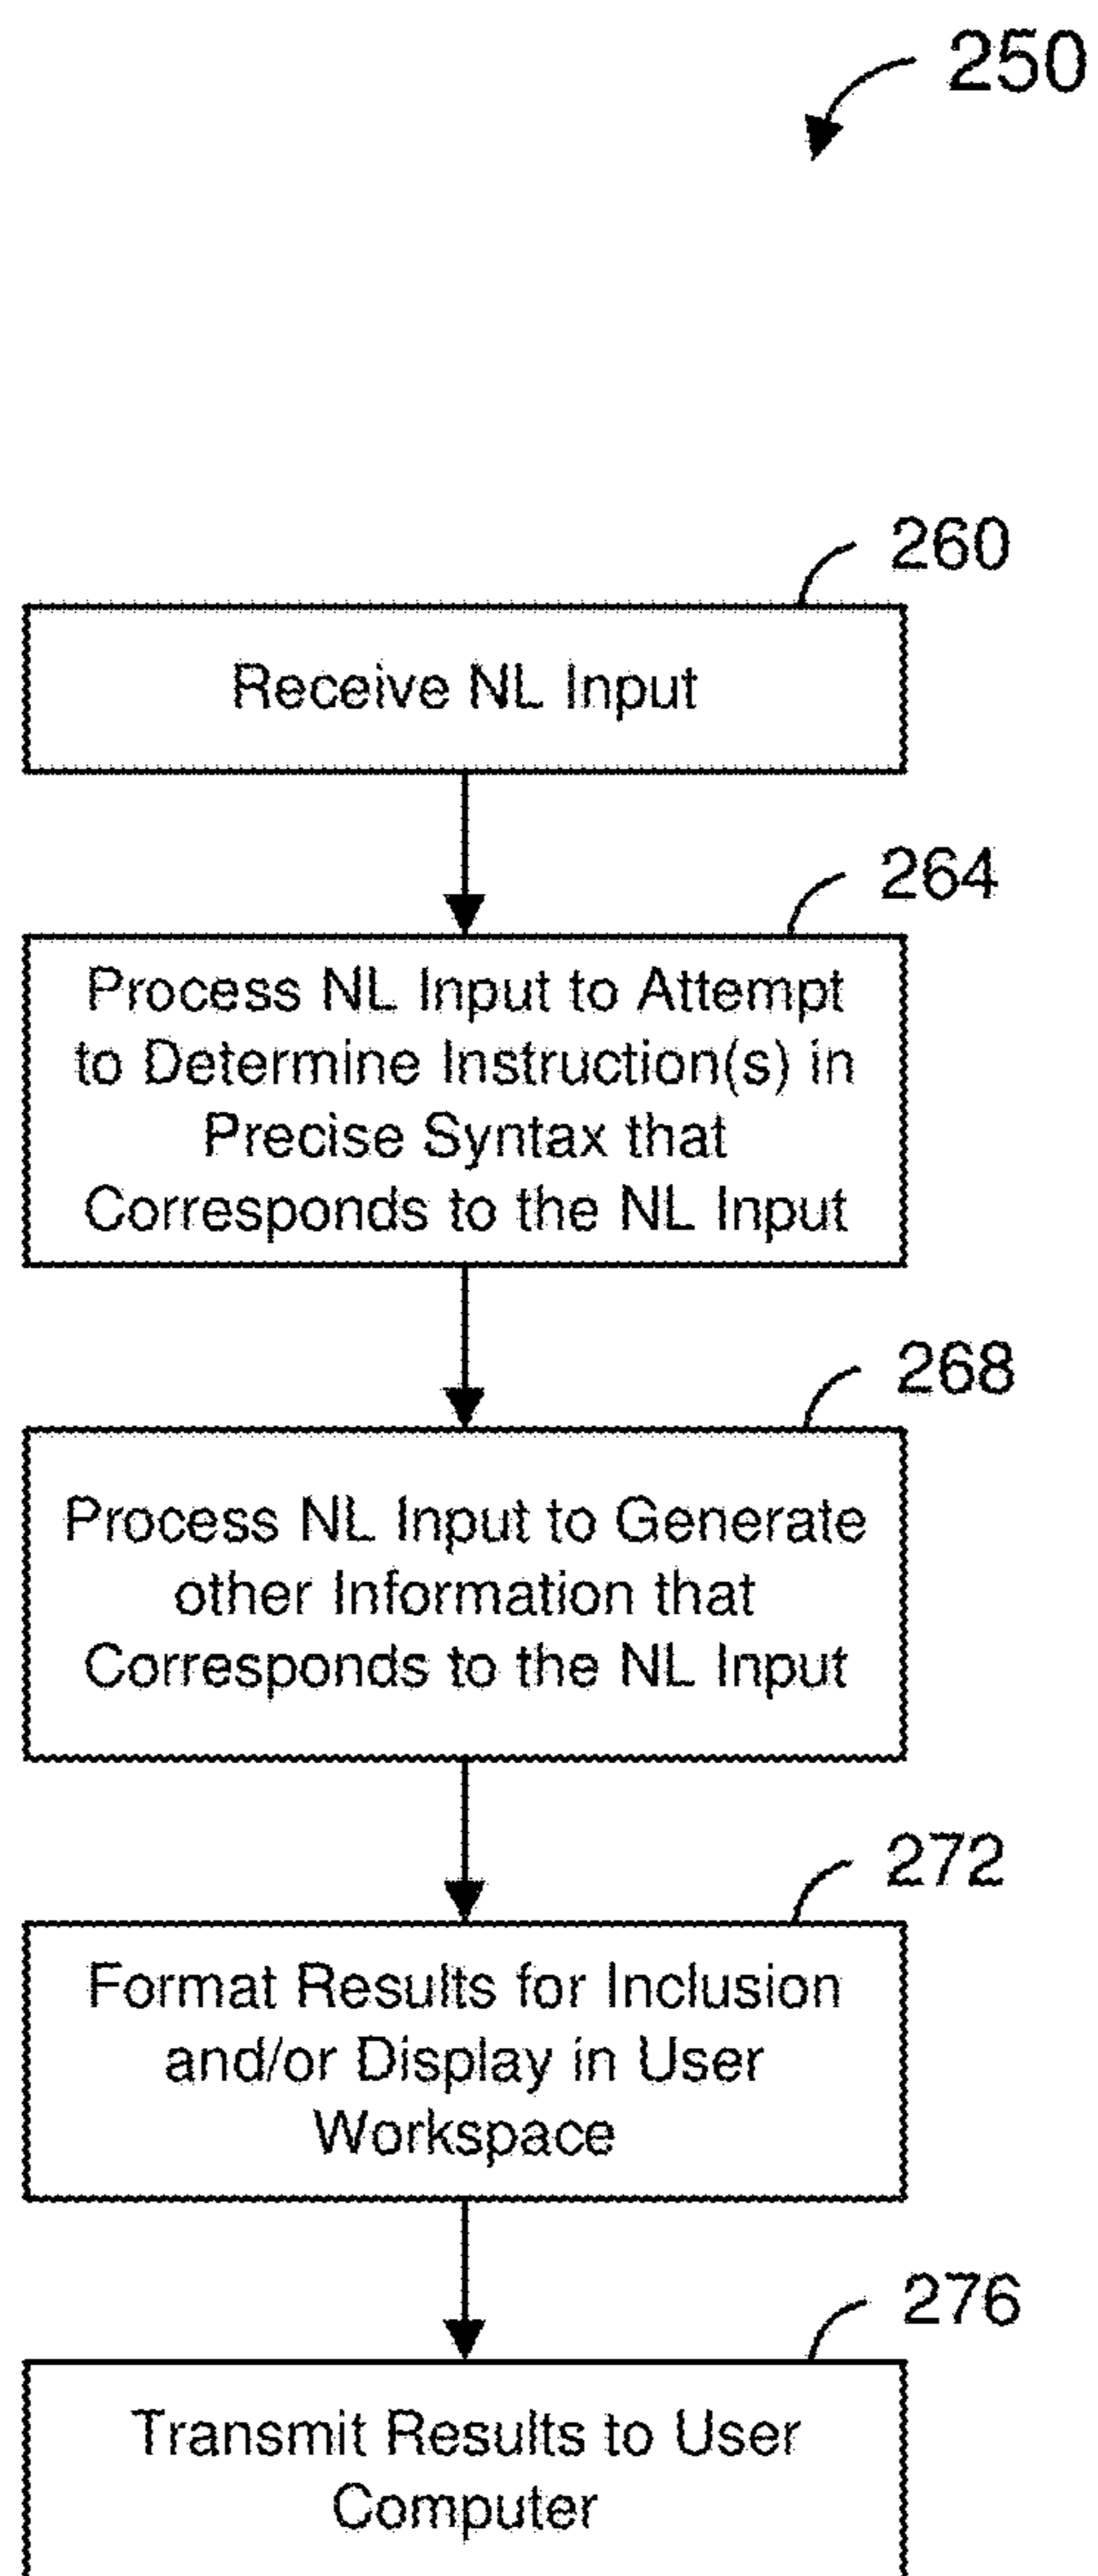 250
260
Receive NL Input
264
Process NL Input to Attempt
to Determine Instruction(s) in
Precise Syntax that
Corresponds to the NL Input
268
Process NL Input to Generate
other Information that
Corresponds to the NL Input
272
Format Results for Inclusion
and/or Display in User
Workspace
276
Transmit Results to User
Computer